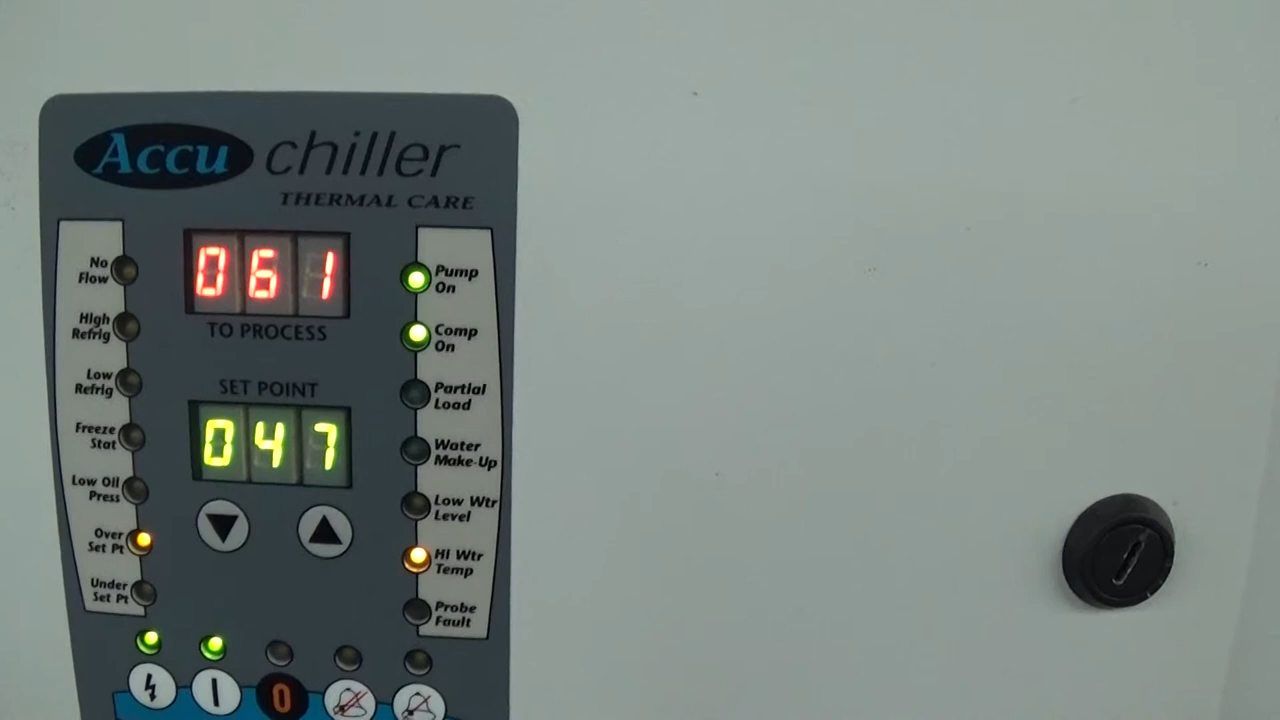 Accu chiller
THERMAL CARE
061
TO PROCESS
SET POINT
047
No
Flow
High
Refrig
Low
Refrig
Freeze
Stat
Low Oil
Press
Over
Set Pt
Under
Set Pt
Pump
On
Comp
On
Partial
Load
Water
Make-Up
Low Wtr
Level
Hi Wtr
Temp
Probe
Fault
I
0